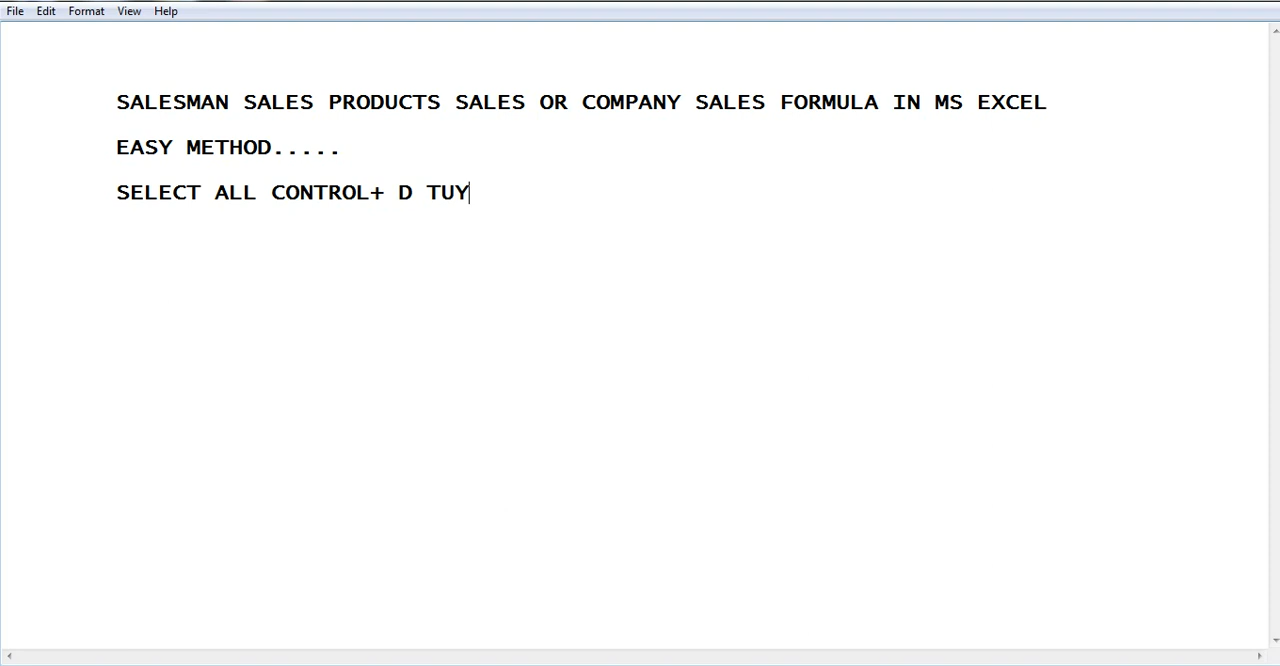 File Edit Format View Help
SALESMAN SALES PRODUCTS SALES OR COMPANY SALES FORMULA IN MS EXCEL
EASY METHOD.....
SELECT ALL CONTROL+ D TUY